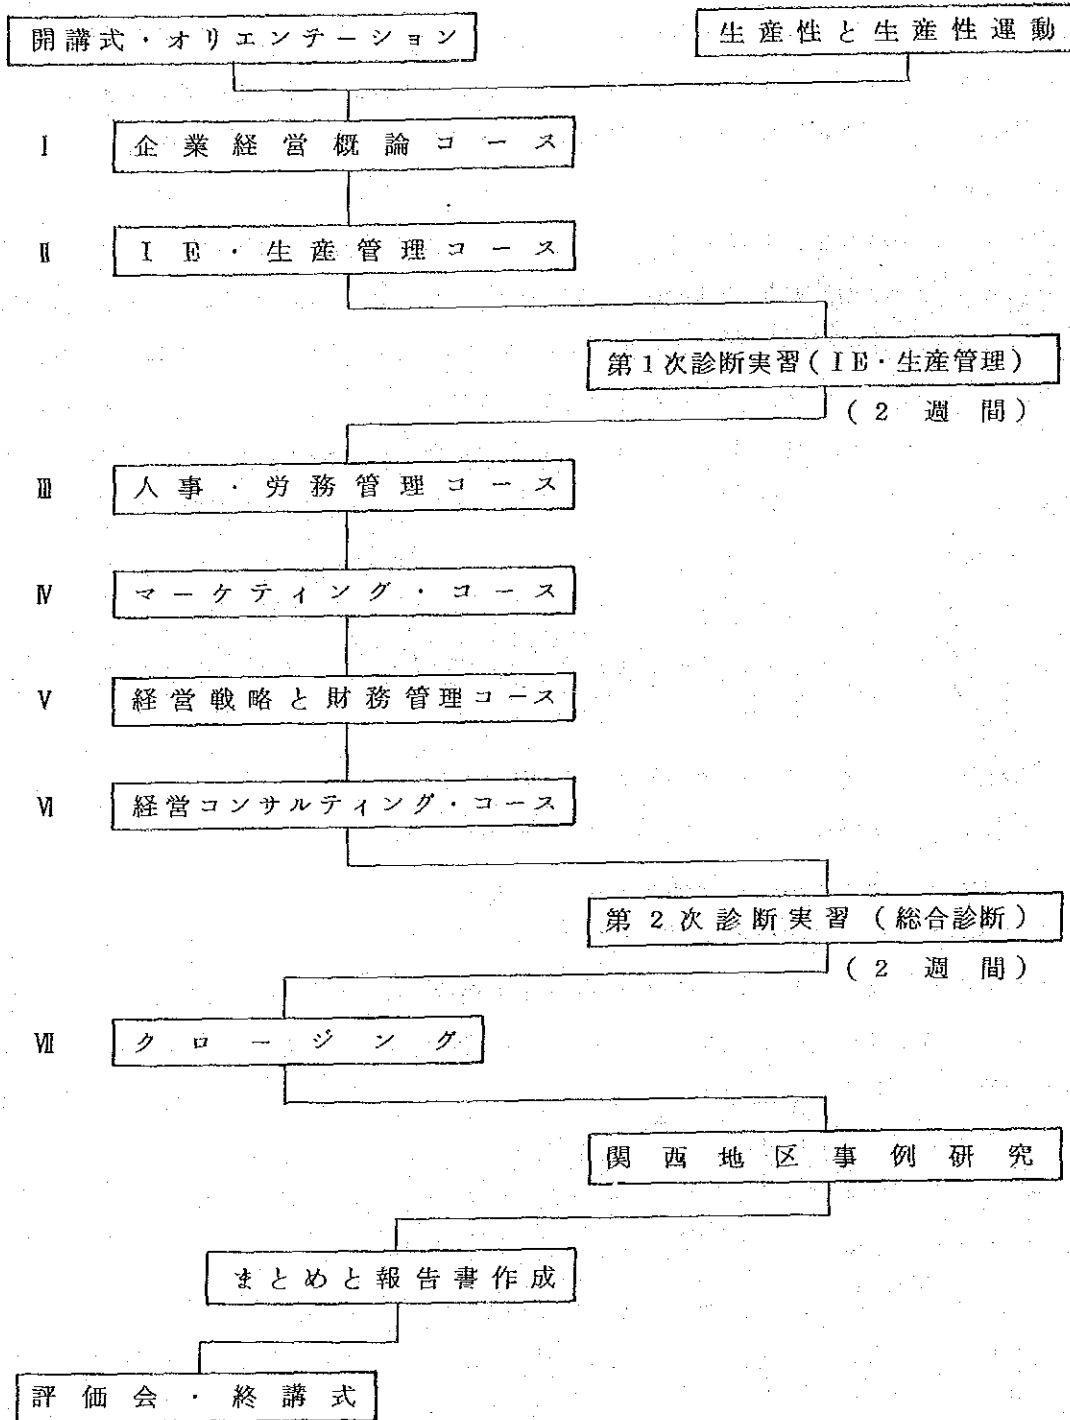 開講式・オリエンテーション
生産性と生産性運動
Ⅰ 企業経営概論コース
Ⅱ IE・生産管理コース
第1次診断実習(IE・生産管理)
(2週間)
Ⅲ 人事・労務管理コース
Ⅳ マーケティング・コース
Ⅴ 経営戦略と財務管理コース
Ⅵ 経営コンサルティング・コース
第2次診断実習(総合診断)
(2週間)
Ⅶ クロージング
関西地区事例研究
まとめと報告書作成
評価会・終講式